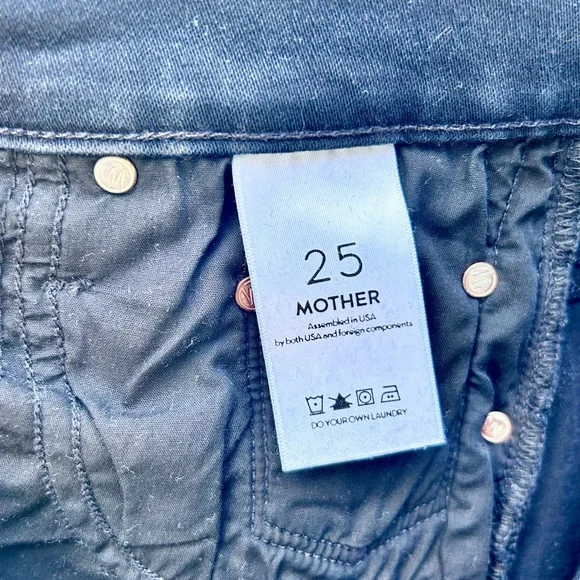 25
MOTHER
Assembled in USA
by both USA and foreign components
DO YOUR OWN LAUNDRY